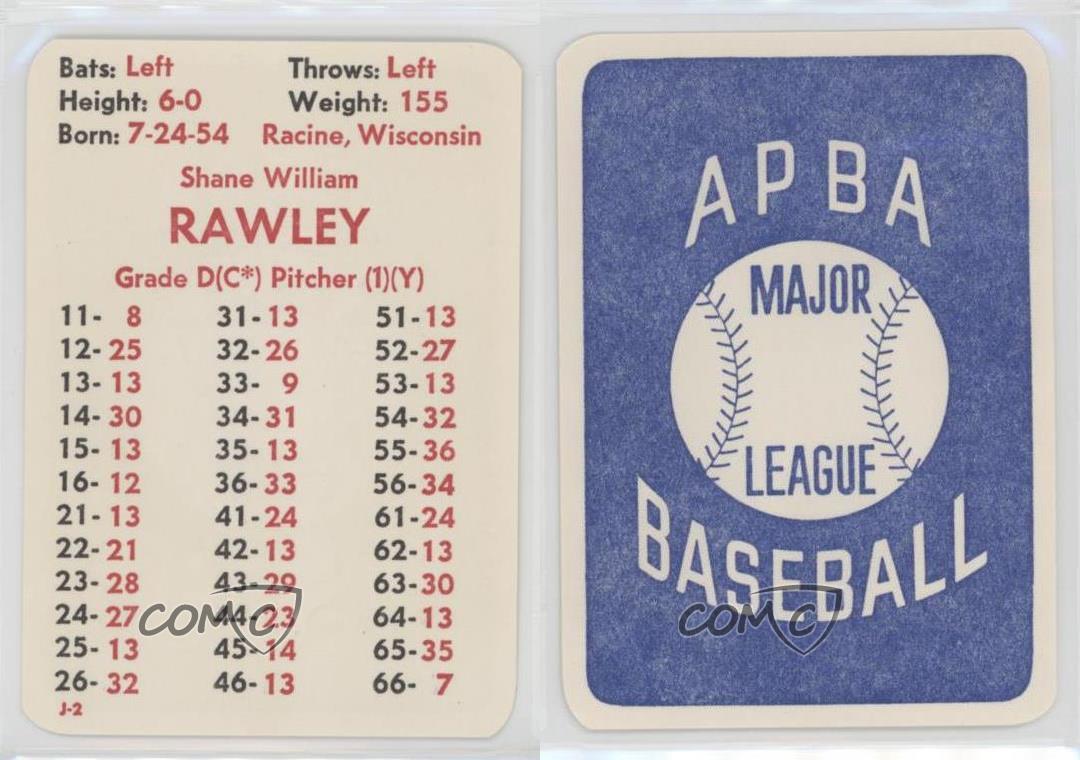 Bats: Left Throws: Left
Height: 6-0 Weight: 155
Born: 7-24-54 Racine, Wisconsin
Shane William
RAWLEY
Grade D(C*) Pitcher (1)(Y)
11- 8 31-13 51-13
12-25 32-26 52-27
13-13 33- 9 53-13
14-30 34-31 54-32
15-13 35-13 55-36
16-12 36-33 56-34
21-13 41-24 61-24
22-21 42-13 62-13
23-28 43-29 63-30
24-27 44-23 64-13
25-13 45-14 65-35
26-32 46-13 66- 7
J-2
COMC
APBA
MAJOR
LEAGUE
BASEBALL
COMC